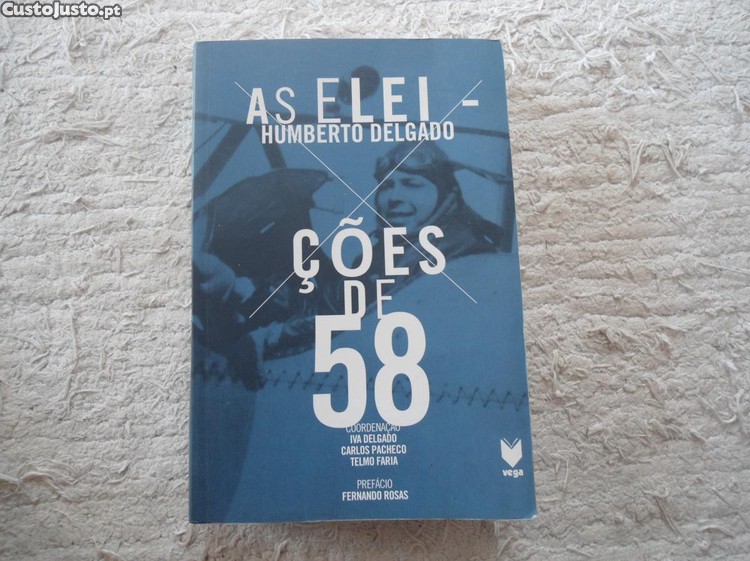 CustoJusto.pt
AS ELEI -
HUMBERTO DELGADO
ÇÕES
DE
58
COORDENAÇÃO
IVA DELGADO
CARLOS PACHECO
TELMO FARIA
PREFÁCIO
FERNANDO ROSAS
vega